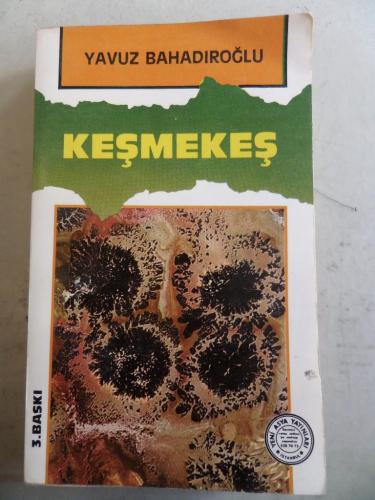 YAVUZ BAHADIROĞLU
KEŞMEKEŞ
3. BASKI
YENİ ASYA YAYINLARI
İSTANBUL